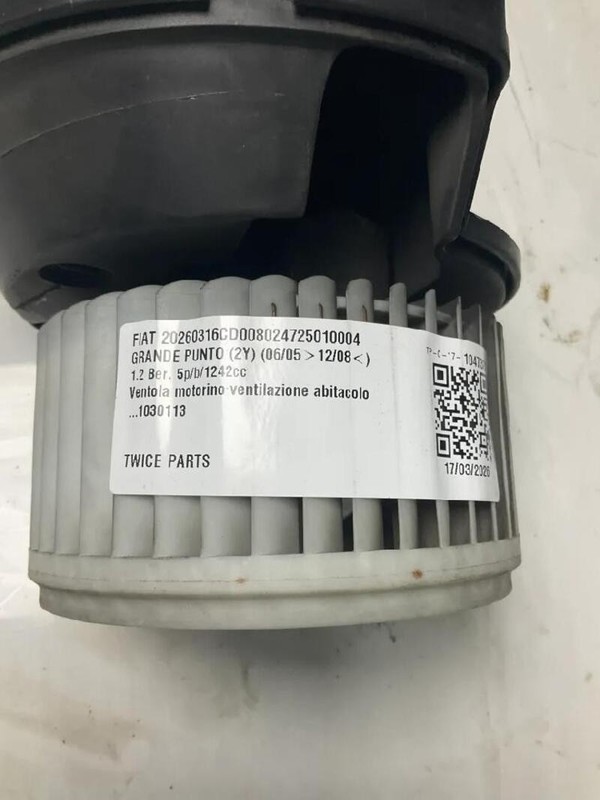 FIAT 20260316CD008024725010004
GRANDE PUNTO (2Y) (06/05 > 12/08<)
1.2 Ber. 5p/b/1242cc
Ventola motorino ventilazione abitacolo
...1030113
TWICE PARTS
17/03/2026